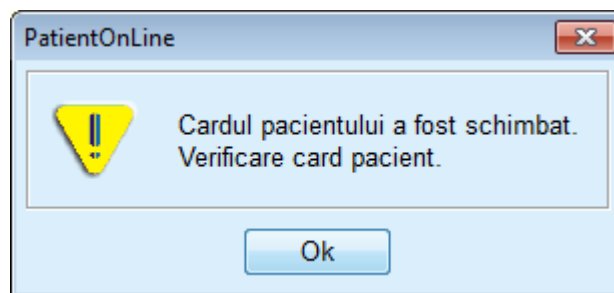 PatientOnLine
Cardul pacientului a fost schimbat.
Verificare card pacient.
Ok